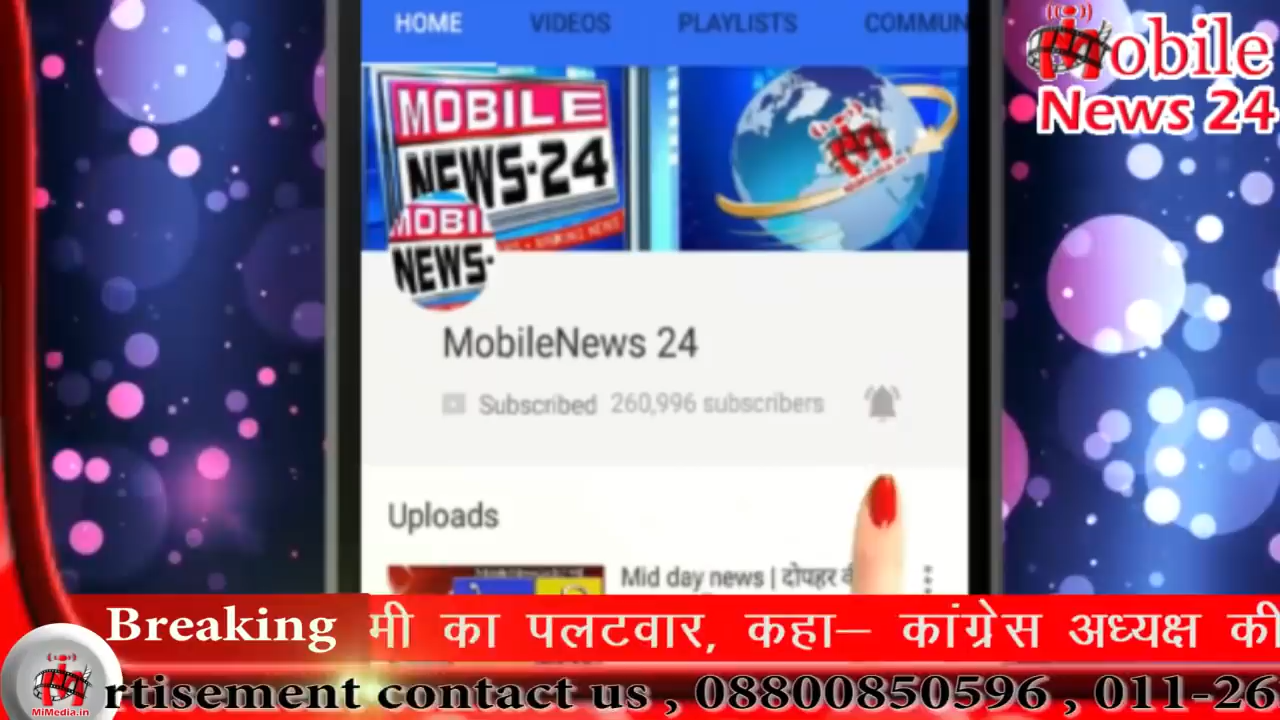 HOME VIDEOS PLAYLISTS COMMUN
Mobile
News 24
MOBILE
NEWS-24
MOBI
NEWS-
MobileNews 24
Subscribed 260,996 subscribers
Uploads
Mid day news | दोपहर
Breaking मी का पलटवार, कहा– कांग्रेस अध्यक्ष की
rtisement contact us , 08800850596 , 011-26
MiMedia.in